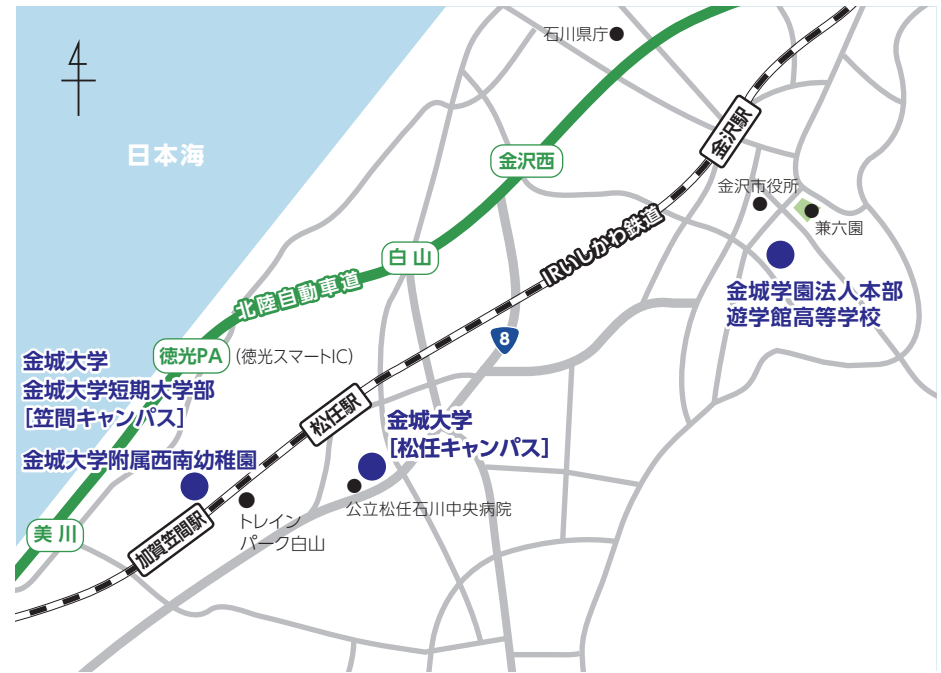 石川県庁
金沢駅
日本海
金沢西
金沢市役所
兼六園
IRいしかわ鉄道
白山
金城学園法人本部
遊学館高等学校
北陸自動車道
8
徳光PA
(徳光スマートIC)
金城大学
金城大学短期大学部
[笠間キャンパス]
松任駅
金城大学
[松任キャンパス]
金城大学附属西南幼稚園
公立松任石川中央病院
トレイン
パーク白山
美川
加賀笠間駅